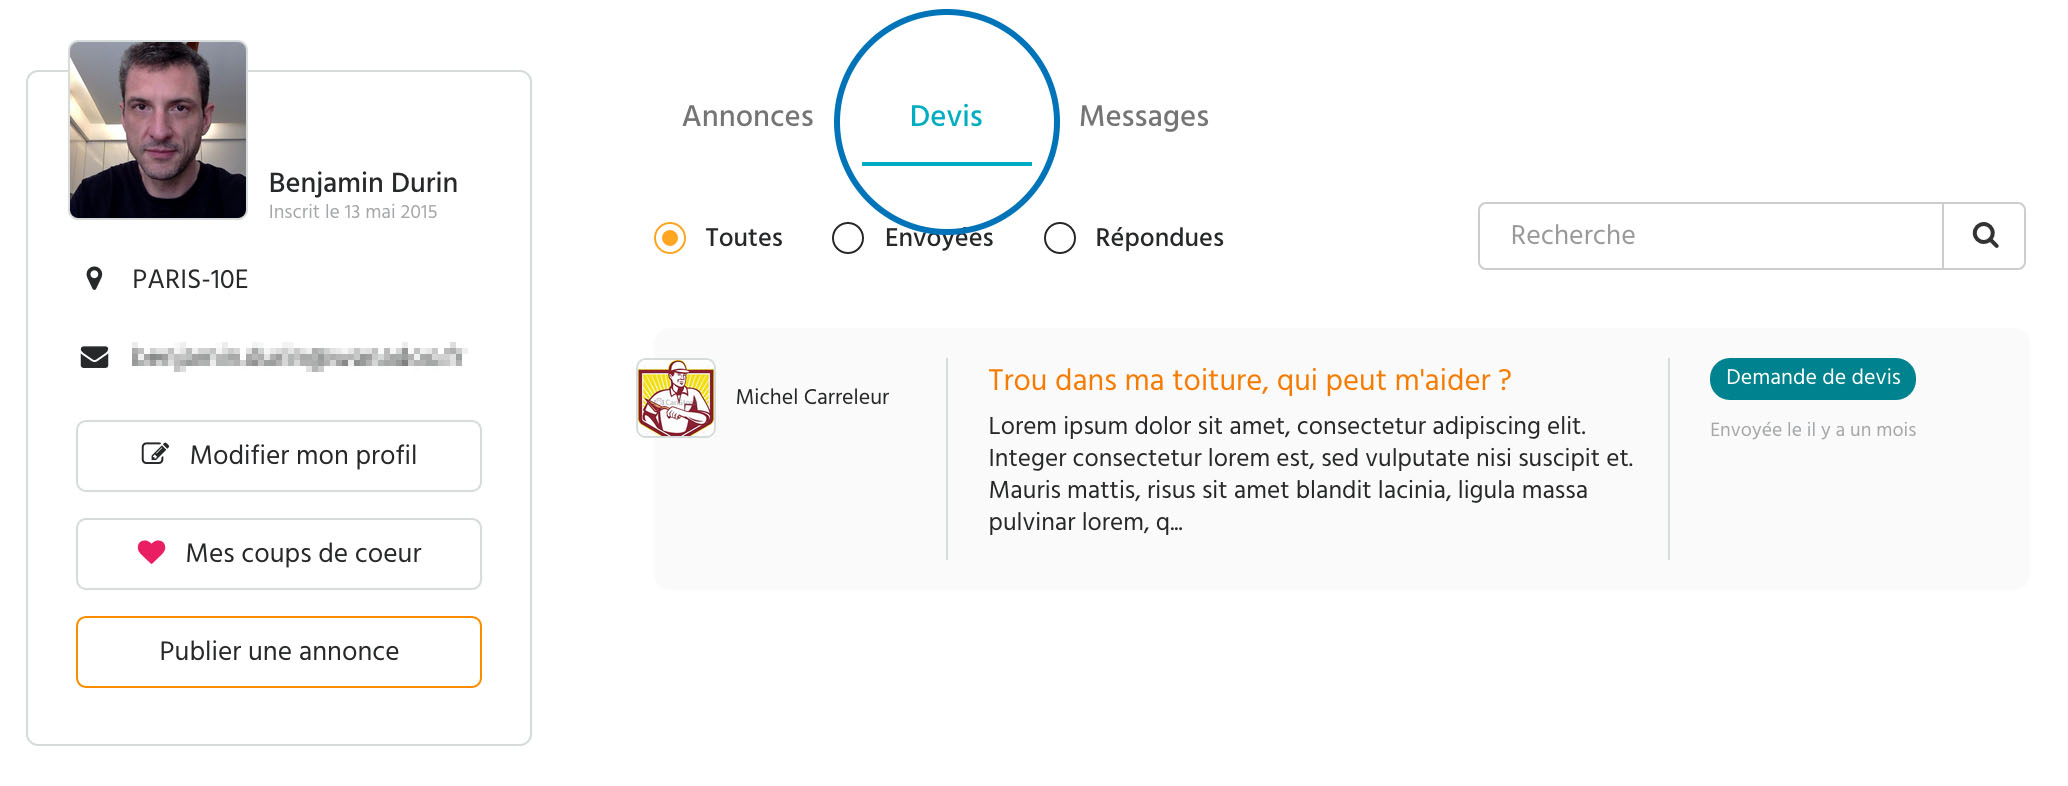 Benjamin Durin
Inscrit le 13 mai 2015
PARIS-10E
Modifier mon profil
Mes coups de coeur
Publier une annonce
Annonces
Devis
Messages
Toutes
Envoyées
Répondues
Recherche
Michel Carreleur
Trou dans ma toiture, qui peut m'aider ?
Lorem ipsum dolor sit amet, consectetur adipiscing elit.
Integer consectetur lorem est, sed vulputate nisi suscipit et.
Mauris mattis, risus sit amet blandit lacinia, ligula massa
pulvinar lorem, q...
Demande de devis
Envoyée le il y a un mois